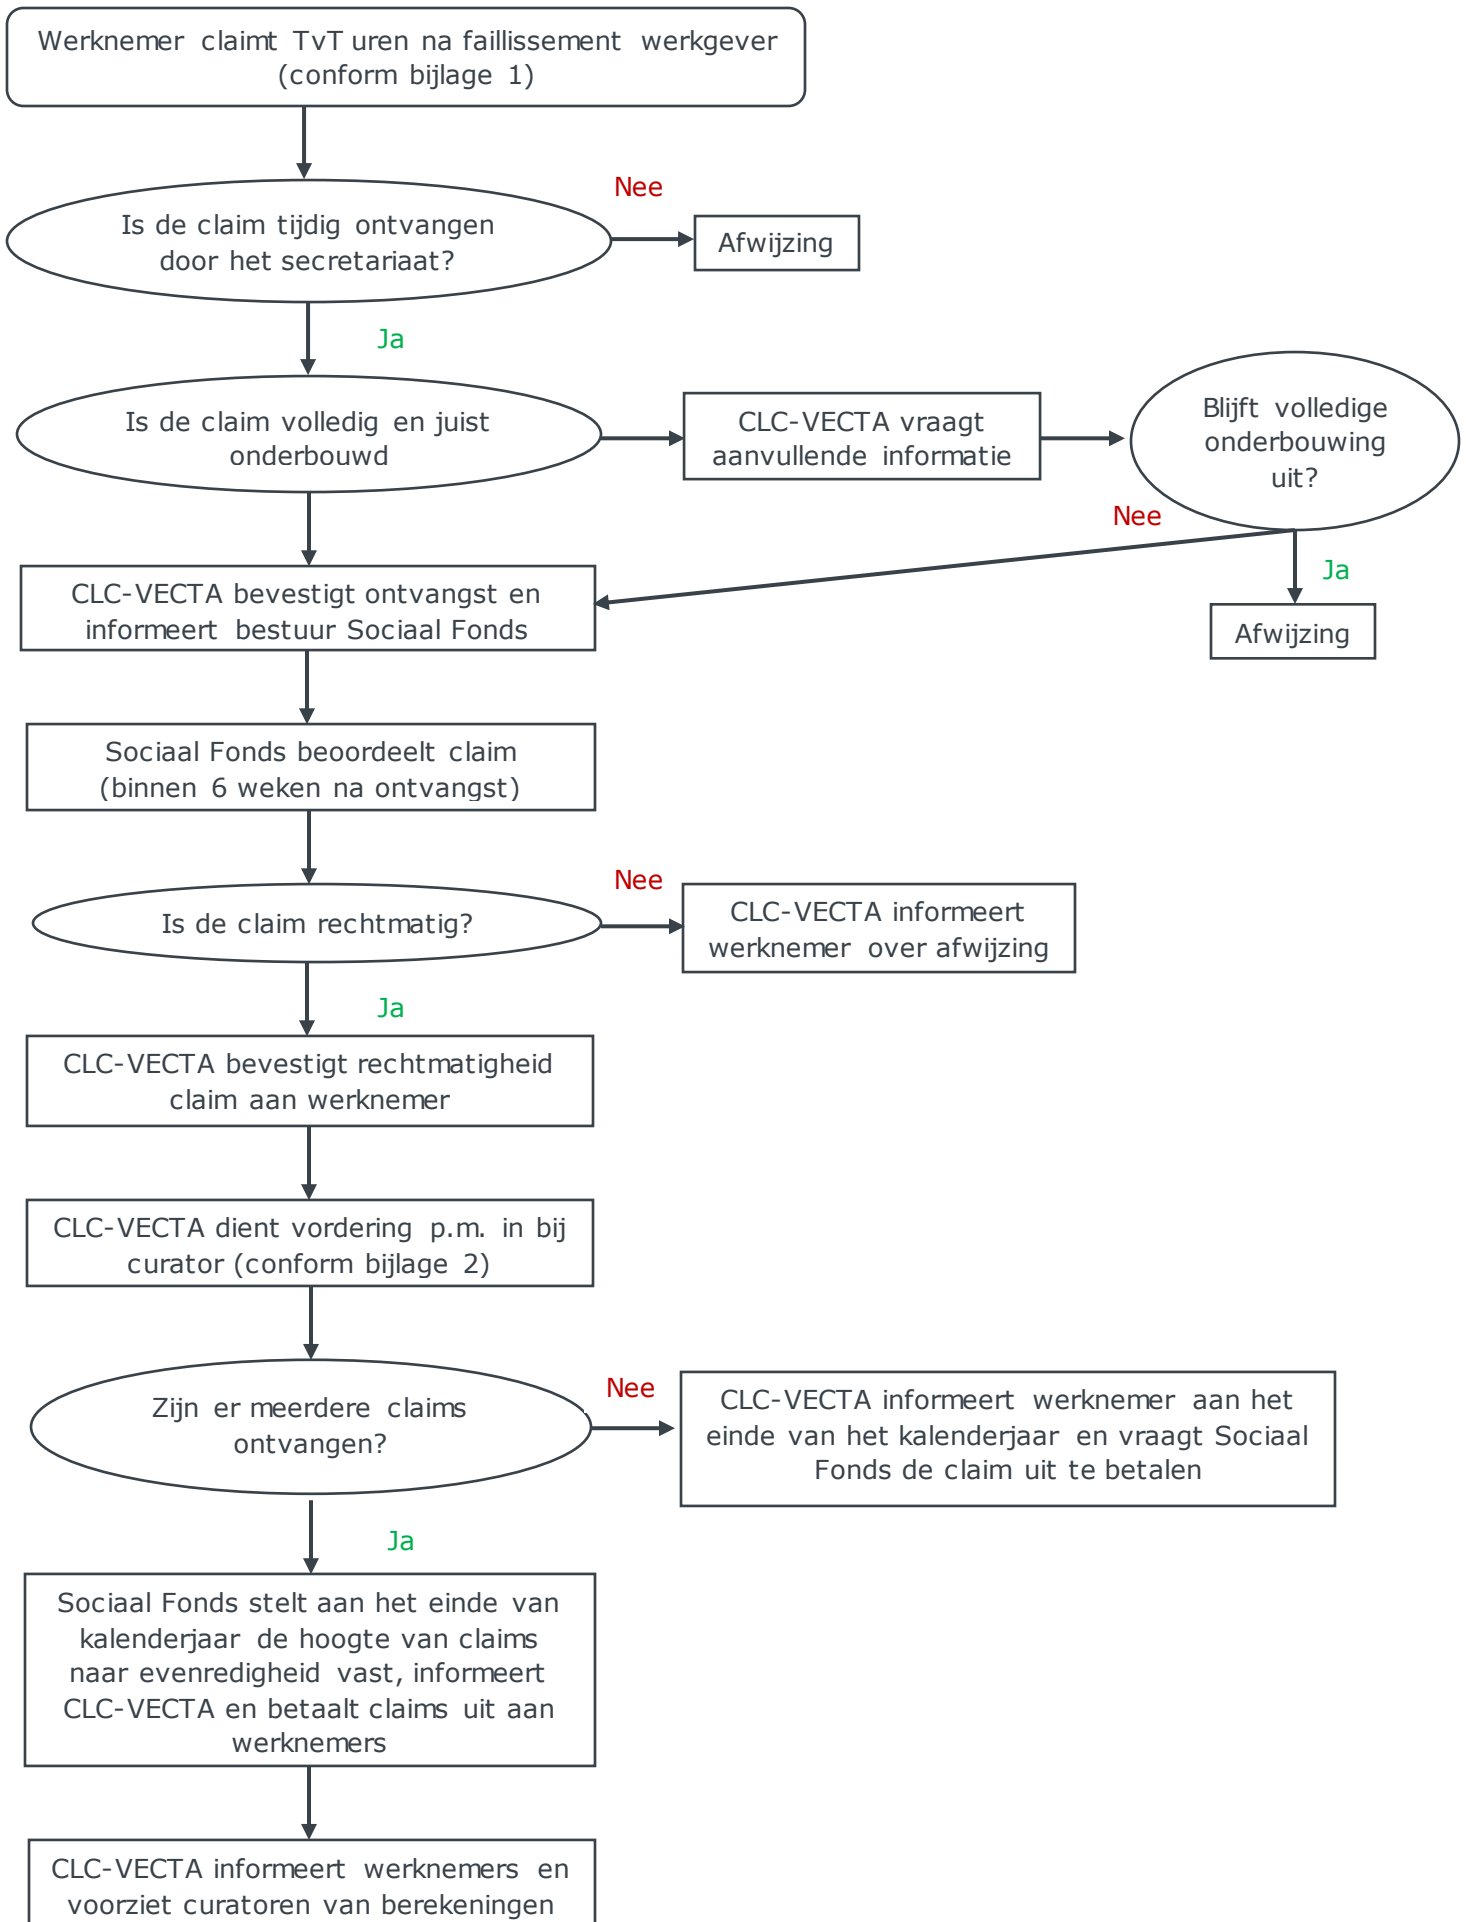 Werknemer claimt TvT uren na faillissement werkgever
(conform bijlage 1)
Nee
Is de claim tijdig ontvangen
door het secretariaat?
Afwijzing
Ja
Is de claim volledig en juist
onderbouwd
CLC-VECTA vraagt
aanvullende informatie
Blijft volledige
onderbouwing
uit?
Nee
Ja
Afwijzing
CLC-VECTA bevestigt ontvangst en
informeert bestuur Sociaal Fonds
Sociaal Fonds beoordeelt claim
(binnen 6 weken na ontvangst)
Nee
Is de claim rechtmatig?
CLC-VECTA informeert
werknemer over afwijzing
Ja
CLC-VECTA bevestigt rechtmatigheid
claim aan werknemer
CLC-VECTA dient vordering p.m. in bij
curator (conform bijlage 2)
Nee
Zijn er meerdere claims
ontvangen?
CLC-VECTA informeert werknemer aan het
einde van het kalenderjaar en vraagt Sociaal
Fonds de claim uit te betalen
Ja
Sociaal Fonds stelt aan het einde van
kalenderjaar de hoogte van claims
naar evenredigheid vast, informeert
CLC-VECTA en betaalt claims uit aan
werknemers
CLC-VECTA informeert werknemers en
voorziet curatoren van berekeningen